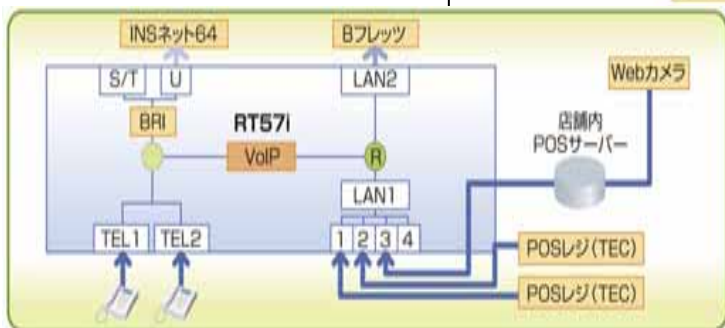 INSネット64
Bフレッツ
S/T
U
LAN2
Webカメラ
BRI
RT57i
VoIP
R
店舗内
POSサーバー
LAN1
TEL1
TEL2
1
2
3
4
POSレジ(TEC)
POSレジ(TEC)